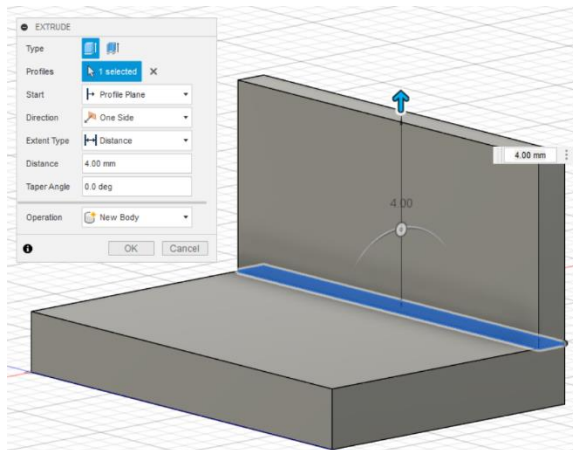 EXTRUDE
Type
Profiles 1 selected
Start Profile Plane
Direction One Side
Extent Type Distance
Distance 4.00 mm
Taper Angle 0.0 deg
Operation New Body
OK Cancel
4.00 mm
4.00